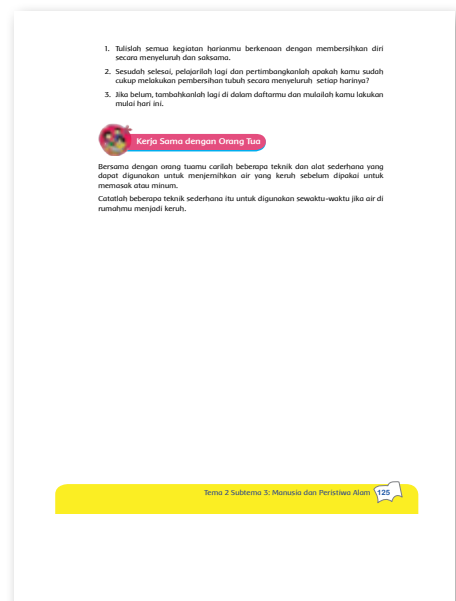 1. Tulislah semua kegiatan harianmu berkenaan dengan membersihkan diri
secara menyeluruh dan saksama.
2. Sesudah selesai, pelajarilah lagi dan pertimbangkanlah apakah kamu sudah
cukup melakukan pembersihan tubuh secara menyeluruh setiap harinya?
3. Jika belum, tambahkanlah lagi di dalam daftarmu dan mulailah kamu lakukan
mulai hari ini.
Kerja Sama dengan Orang Tua
Bersama dengan orang tuamu carilah beberapa teknik dan alat sederhana yang
dapat digunakan untuk menjernihkan air yang keruh sebelum dipakai untuk
memasak atau minum.
Catatlah beberapa teknik sederhana itu untuk digunakan sewaktu-waktu jika air di
rumahmu menjadi keruh.
Tema 2 Subtema 3: Manusia dan Peristiwa Alam 125